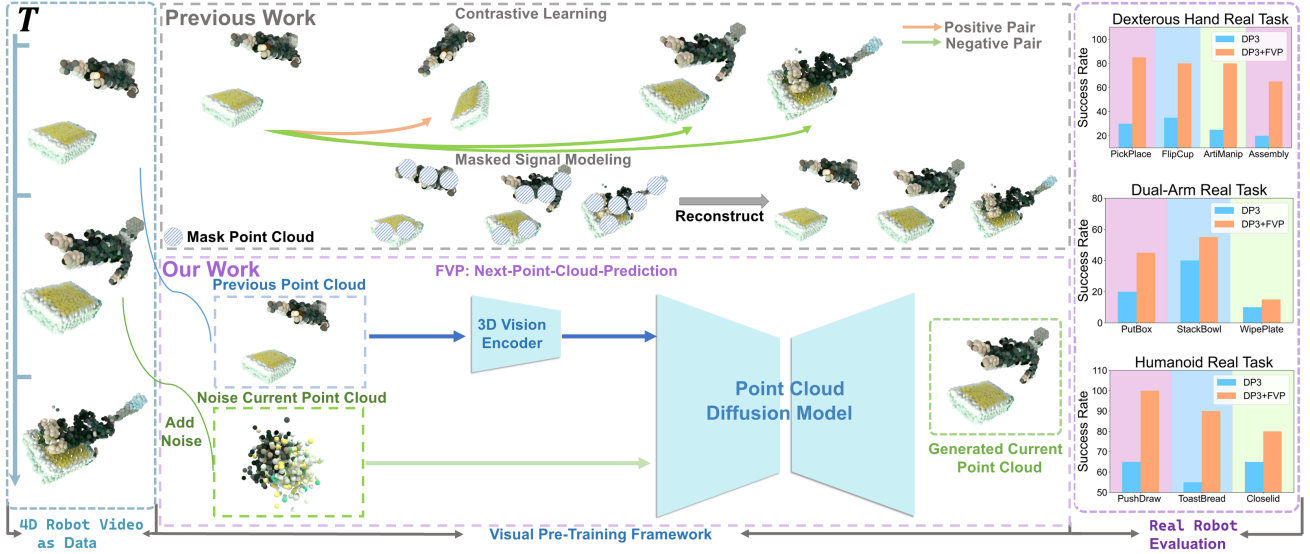 T
Previous Work
Contrastive Learning
Positive Pair
Negative Pair
Masked Signal Modeling
Reconstruct
Mask Point Cloud
Our Work
FVP: Next-Point-Cloud-Prediction
Previous Point Cloud
3D Vision
Encoder
Noise Current Point Cloud
Add
Noise
Point Cloud
Diffusion Model
Generated Current
Point Cloud
4D Robot Video
as Data
Visual Pre-Training Framework
Real Robot
Evaluation
Dexterous Hand Real Task
DP3
DP3+FVP
Success Rate
100
80
60
40
20
PickPlace FlipCup ArtiManip Assembly
Dual-Arm Real Task
DP3
DP3+FVP
Success Rate
80
60
40
20
0
PutBox StackBowl WipePlate
Humanoid Real Task
DP3
DP3+FVP
Success Rate
110
100
90
80
70
60
50
PushDraw ToastBread Closelid